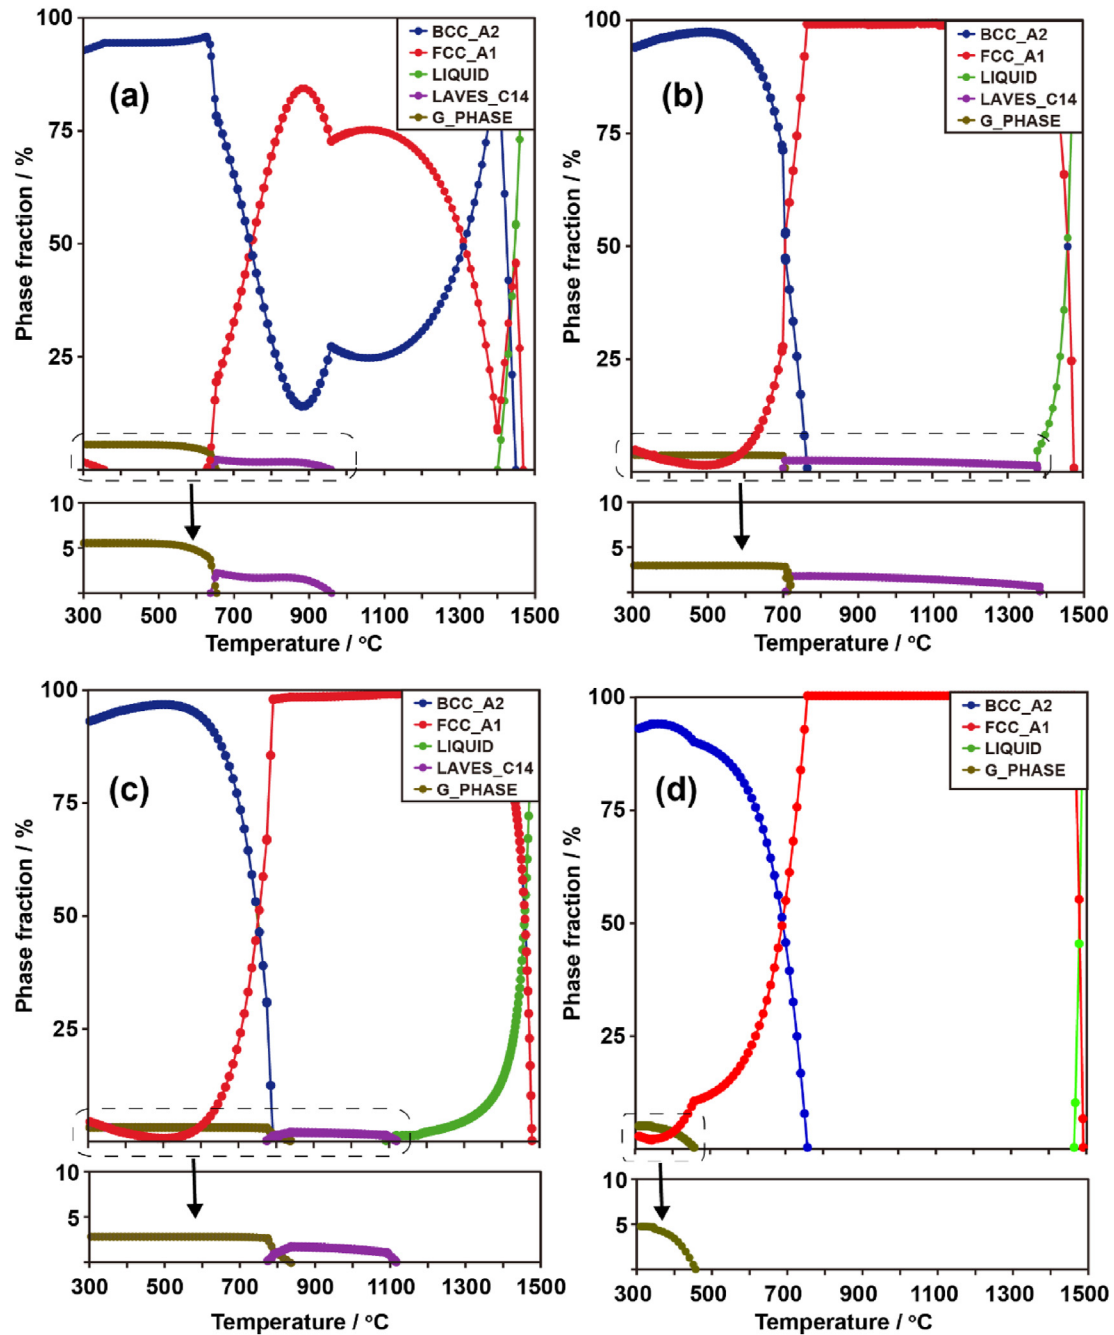 100
75
50
25
Phase fraction / %
(a)
BCC_A2
FCC_A1
LIQUID
LAVES_C14
G_PHASE
10
5
300 500 700 900 1100 1300 1500
Temperature / °C
100
75
50
25
Phase fraction / %
(b)
BCC_A2
FCC_A1
LIQUID
LAVES_C14
G_PHASE
10
5
300 500 700 900 1100 1300 1500
Temperature / °C
100
75
50
25
Phase fraction / %
(c)
BCC_A2
FCC_A1
LIQUID
LAVES_C14
G_PHASE
10
5
300 500 700 900 1100 1300 1500
Temperature / °C
100
75
50
25
Phase fraction / %
(d)
BCC_A2
FCC_A1
LIQUID
G_PHASE
10
5
300 500 700 900 1100 1300 1500
Temperature / °C